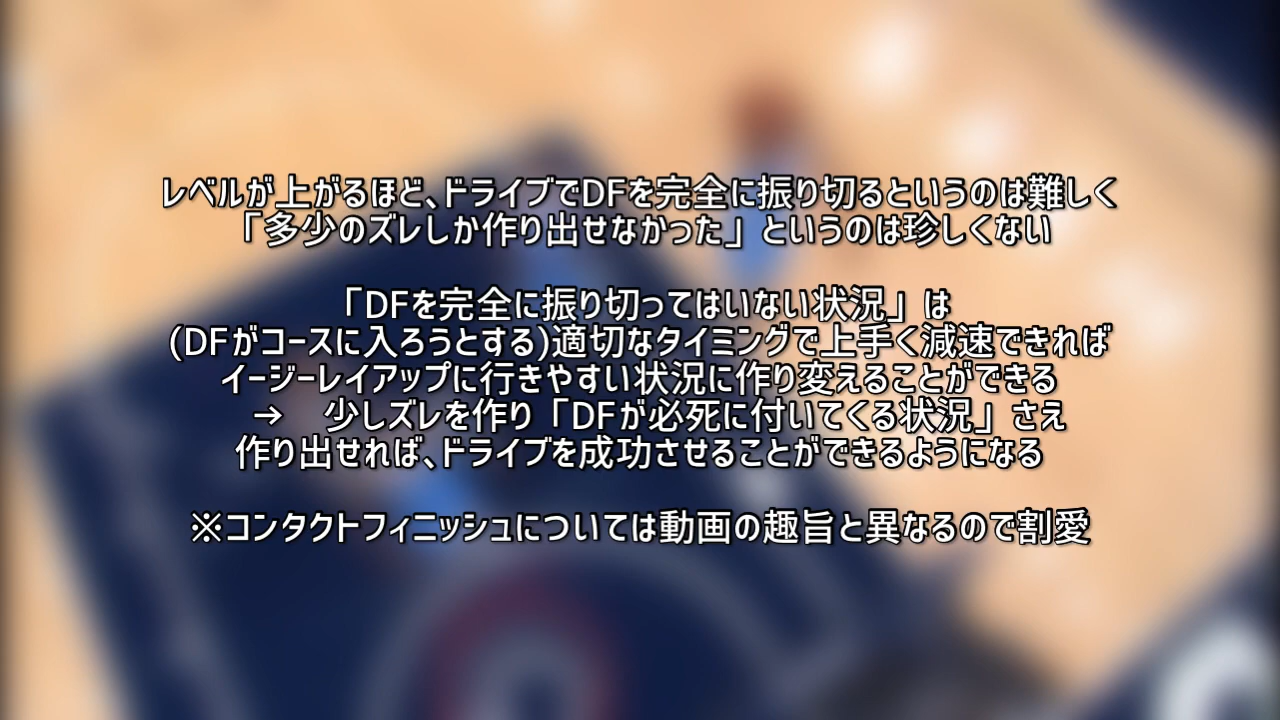 レベルが上がるほど、ドライブでDFを完全に振り切るというのは難しく
「多少のズレしか作り出せなかった」というのは珍しくない
「DFを完全に振り切ってはいない状況」は
(DFがコースに入ろうとする)適切なタイミングで上手く減速できれば
イージーレイアップに行きやすい状況に作り変えることができる
→　少しズレを作り「DFが必死に付いてくる状況」さえ
作り出せれば、ドライブを成功させることができるようになる
※コンタクトフィニッシュについては動画の趣旨と異なるので割愛